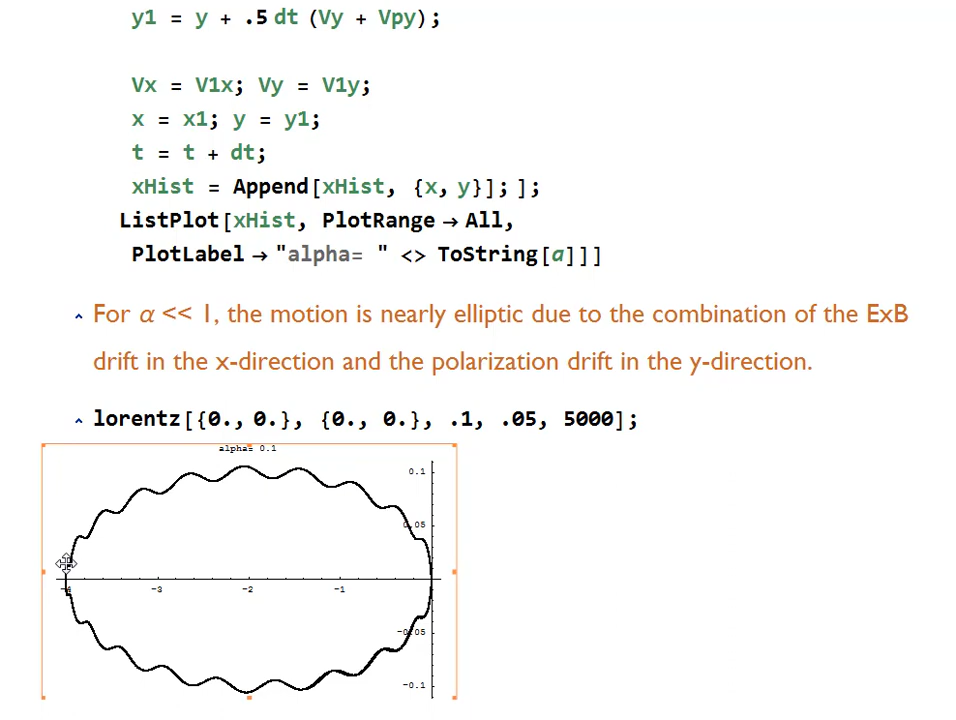 y1 = y + .5 dt (Vy + Vpy);
Vx = V1x; Vy = V1y;
x = x1; y = y1;
t = t + dt;
xHist = Append[xHist, {x, y}]; ];
ListPlot[xHist, PlotRange → All,
PlotLabel → "alpha= " <> ToString[a]]]
For α << 1, the motion is nearly elliptic due to the combination of the ExB
drift in the x-direction and the polarization drift in the y-direction.
lorentz[{0., 0.}, {0., 0.}, .1, .05, 5000];
alpha= 0.1
0.1
0.05
-4 -3 -2 -1
-0.05
-0.1